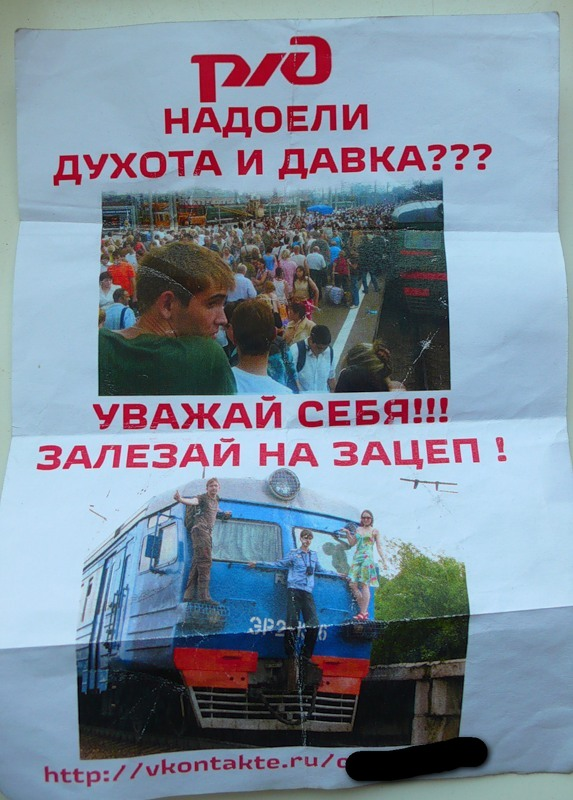 РЖД
НАДОЕЛИ
ДУХОТА И ДАВКА???
УВАЖАЙ СЕБЯ!!!
ЗАЛЕЗАЙ НА ЗАЦЕП !
http://vkontakte.ru/